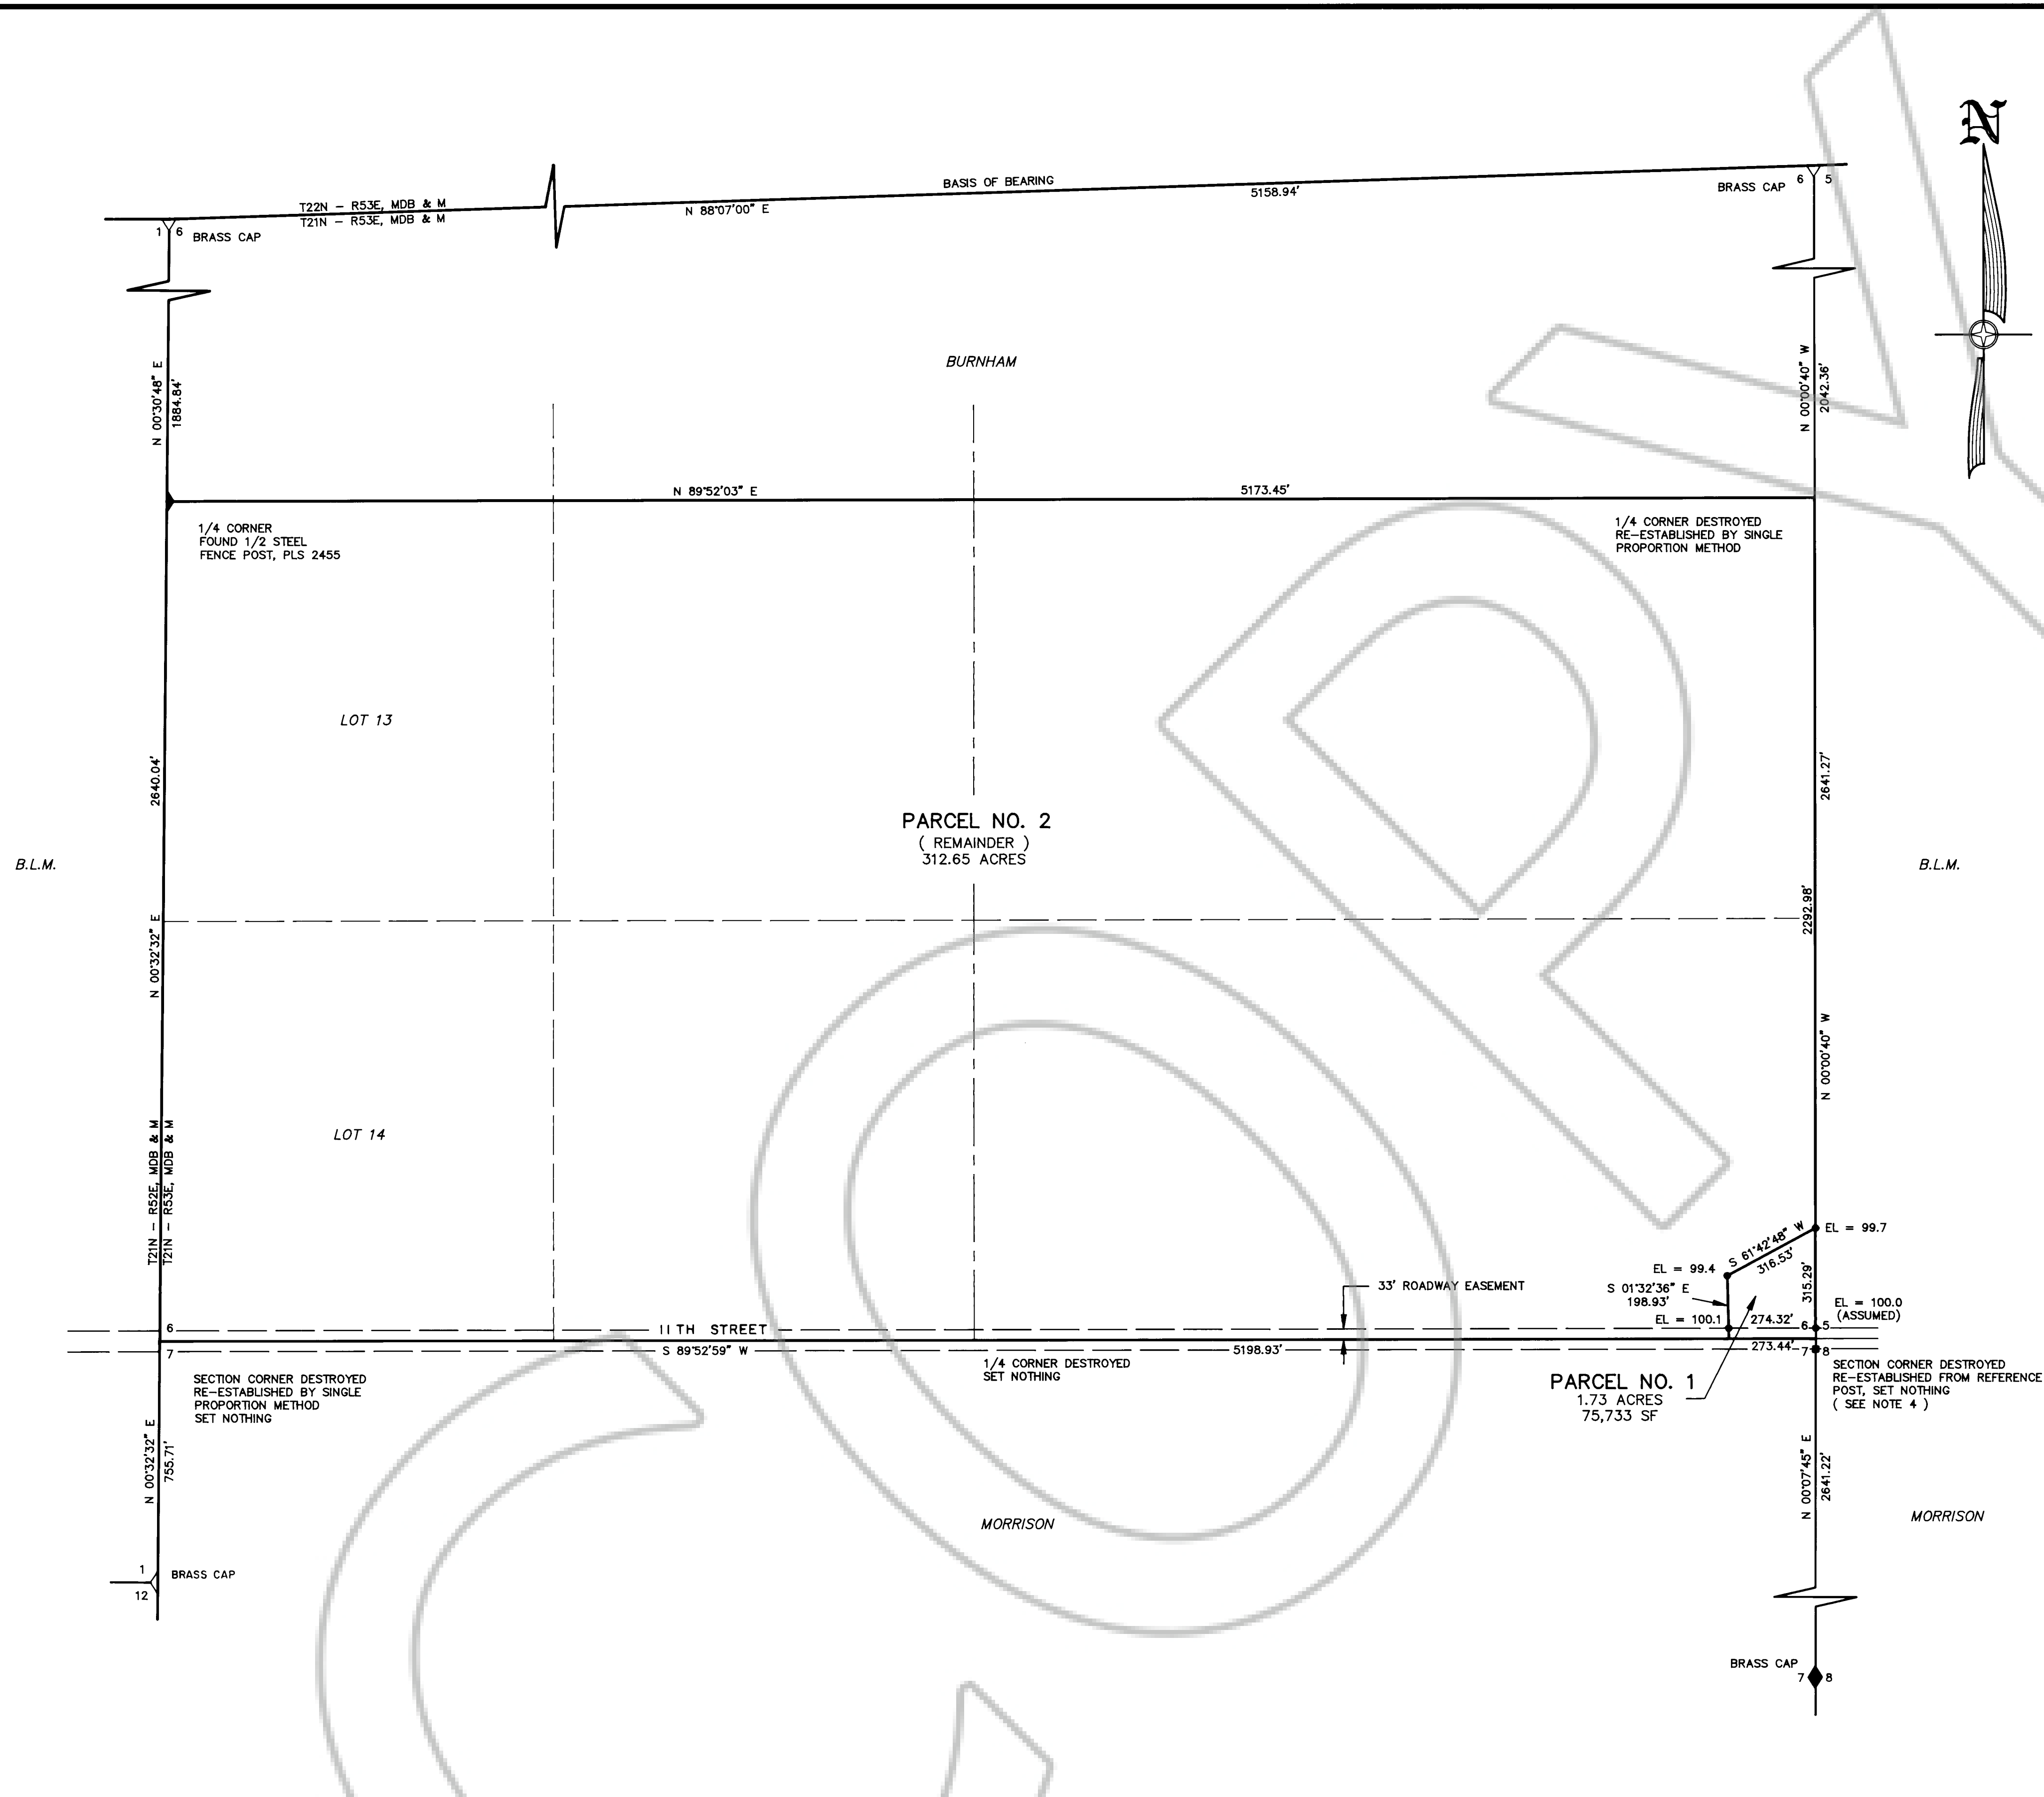 N
BASIS OF BEARING
5158.94'
N 88°07'00" E
T22N - R53E, MDB & M
T21N - R53E, MDB & M
1 6
BRASS CAP
BRASS CAP
6 5
N 00°30'48" E
1884.84'
BURNHAM
N 00°00'40" W
2042.36'
N 89°52'03" E
5173.45'
1/4 CORNER
FOUND 1/2 STEEL
FENCE POST, PLS 2455
1/4 CORNER DESTROYED
RE-ESTABLISHED BY SINGLE
PROPORTION METHOD
LOT 13
2640.04'
2641.27'
PARCEL NO. 2
( REMAINDER )
312.65 ACRES
B.L.M.
B.L.M.
N 00°32'32" E
2292.98'
N 00°00'40" W
LOT 14
T21N - R52E, MDB & M
T21N - R53E, MDB & M
S 61°42'48" W
316.53'
EL = 99.7
EL = 99.4
S 01°32'36" E
198.93'
315.29'
33' ROADWAY EASEMENT
EL = 100.1
274.32'
EL = 100.0
(ASSUMED)
6 5
6
11TH STREET
7
S 89°52'59" W
5198.93'
273.44'
7 8
1/4 CORNER DESTROYED
SET NOTHING
SECTION CORNER DESTROYED
RE-ESTABLISHED BY SINGLE
PROPORTION METHOD
SET NOTHING
PARCEL NO. 1
1.73 ACRES
75,733 SF
SECTION CORNER DESTROYED
RE-ESTABLISHED FROM REFERENCE
POST, SET NOTHING
( SEE NOTE 4 )
N 00°32'32" E
755.71'
N 00°07'45" E
2641.22'
MORRISON
MORRISON
1
12
BRASS CAP
BRASS CAP
7 8
COPY